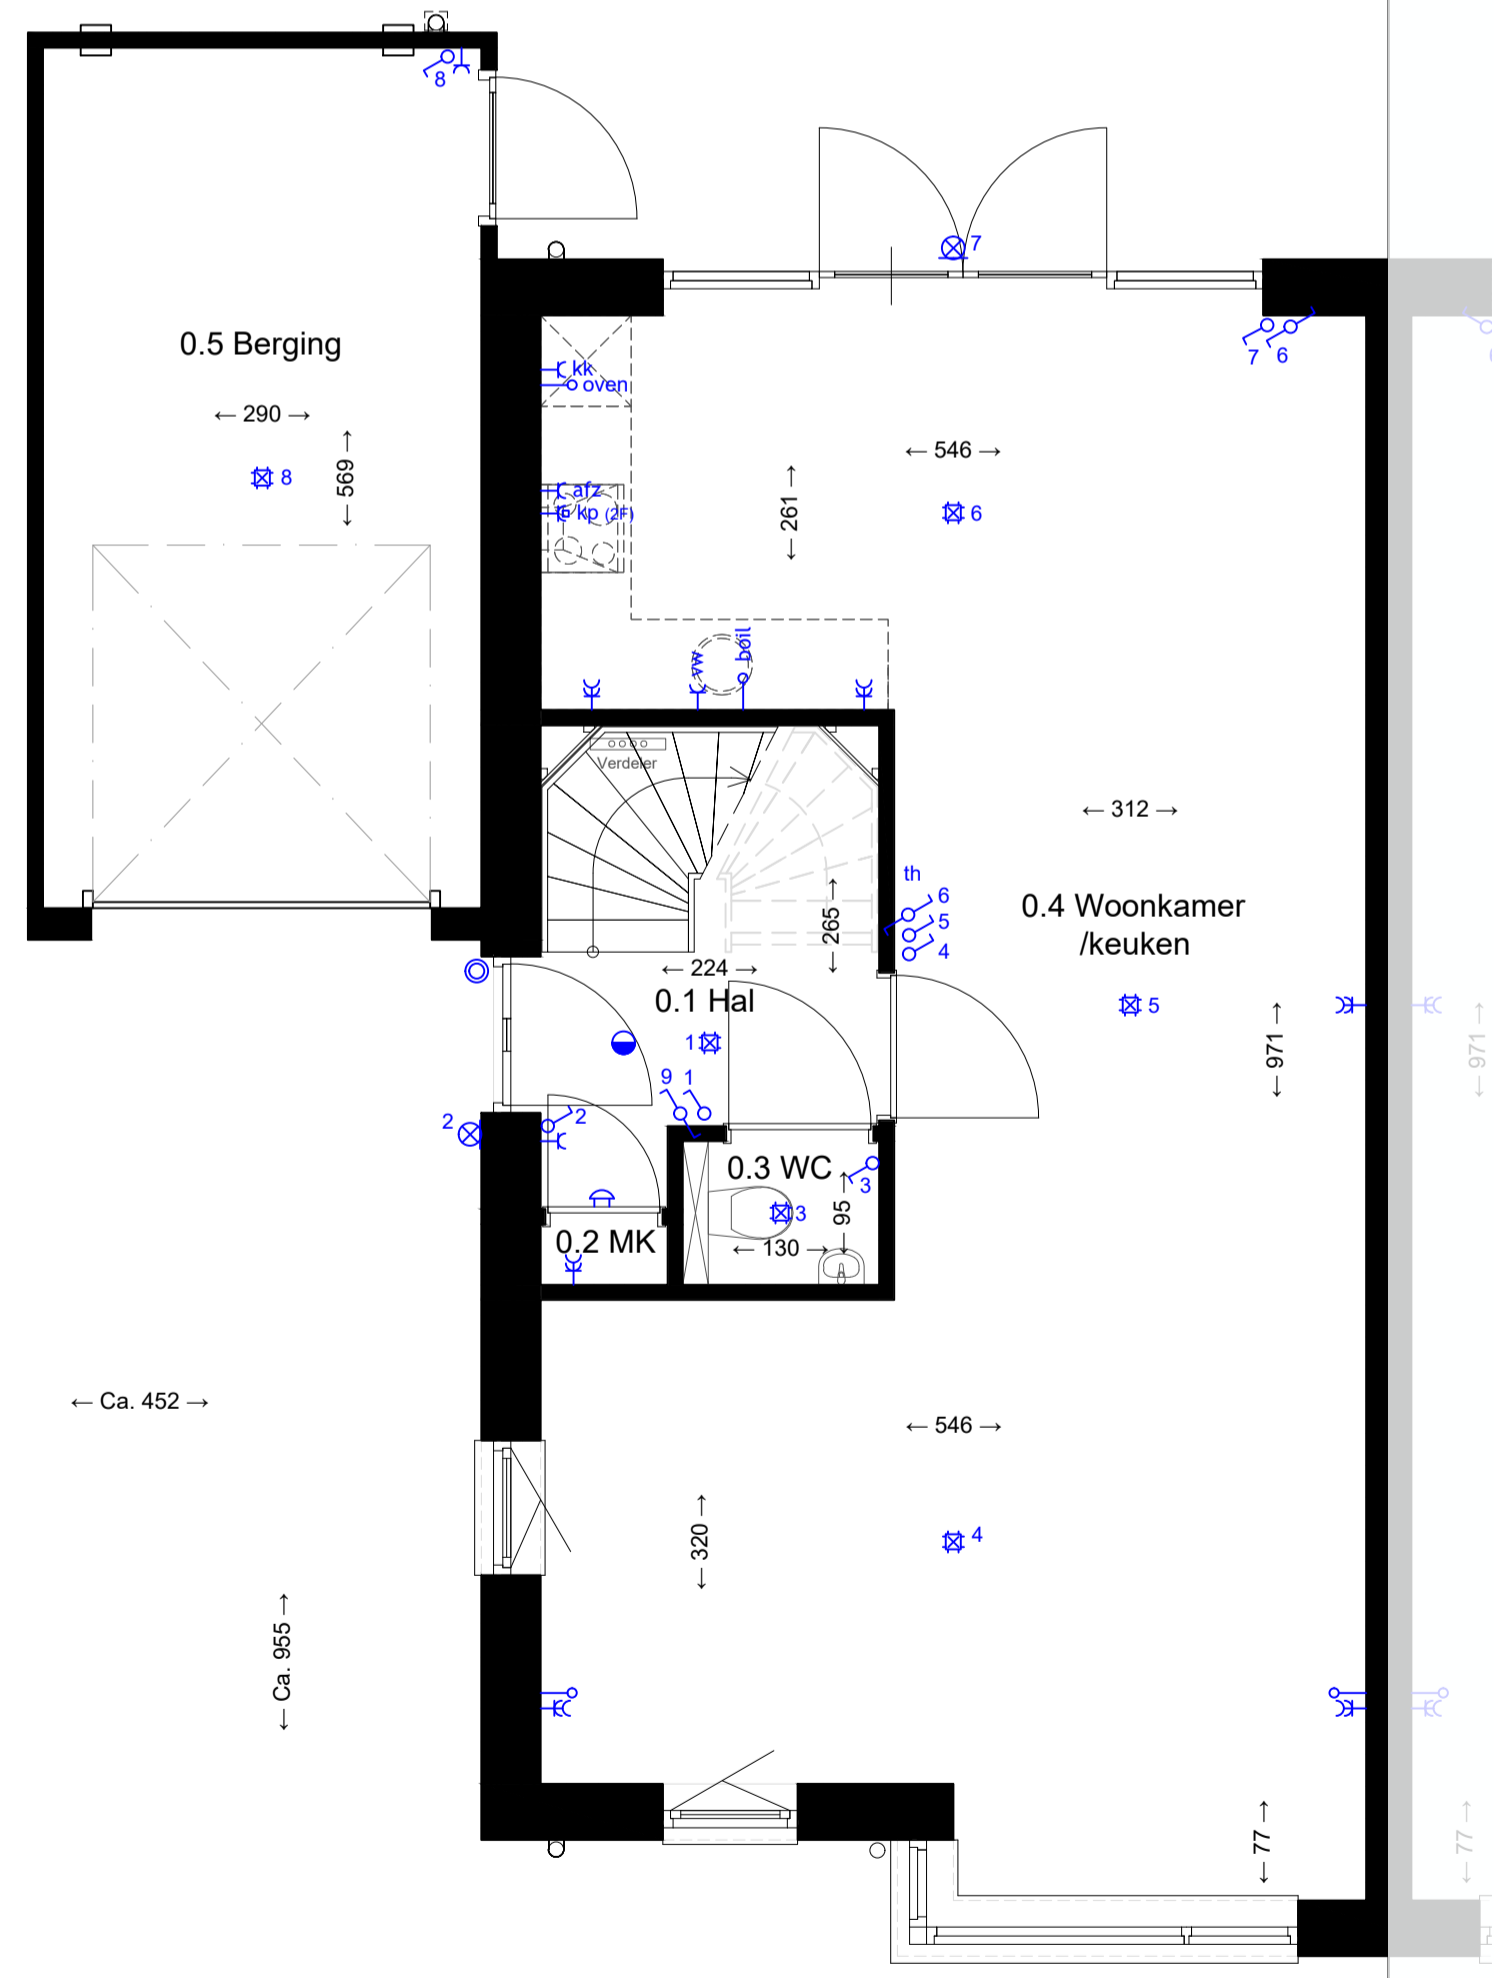 8
7
0.5 Berging
← 290 →
← 569 →
8
kk
oven
7
6
← 546 →
← 261 →
6
afz
kp (2F)
vw
boil
Verdeler
← 312 →
th
6
5
4
← 265 →
0.4 Woonkamer
/keuken
← 224 →
0.1 Hal
1
5
← 971 →
← 971 →
9
1
2
2
0.3 WC
3
3
← 95 →
← 130 →
0.2 MK
← Ca. 452 →
← 546 →
← 320 →
4
← Ca. 955 →
← 77 →
← 77 →